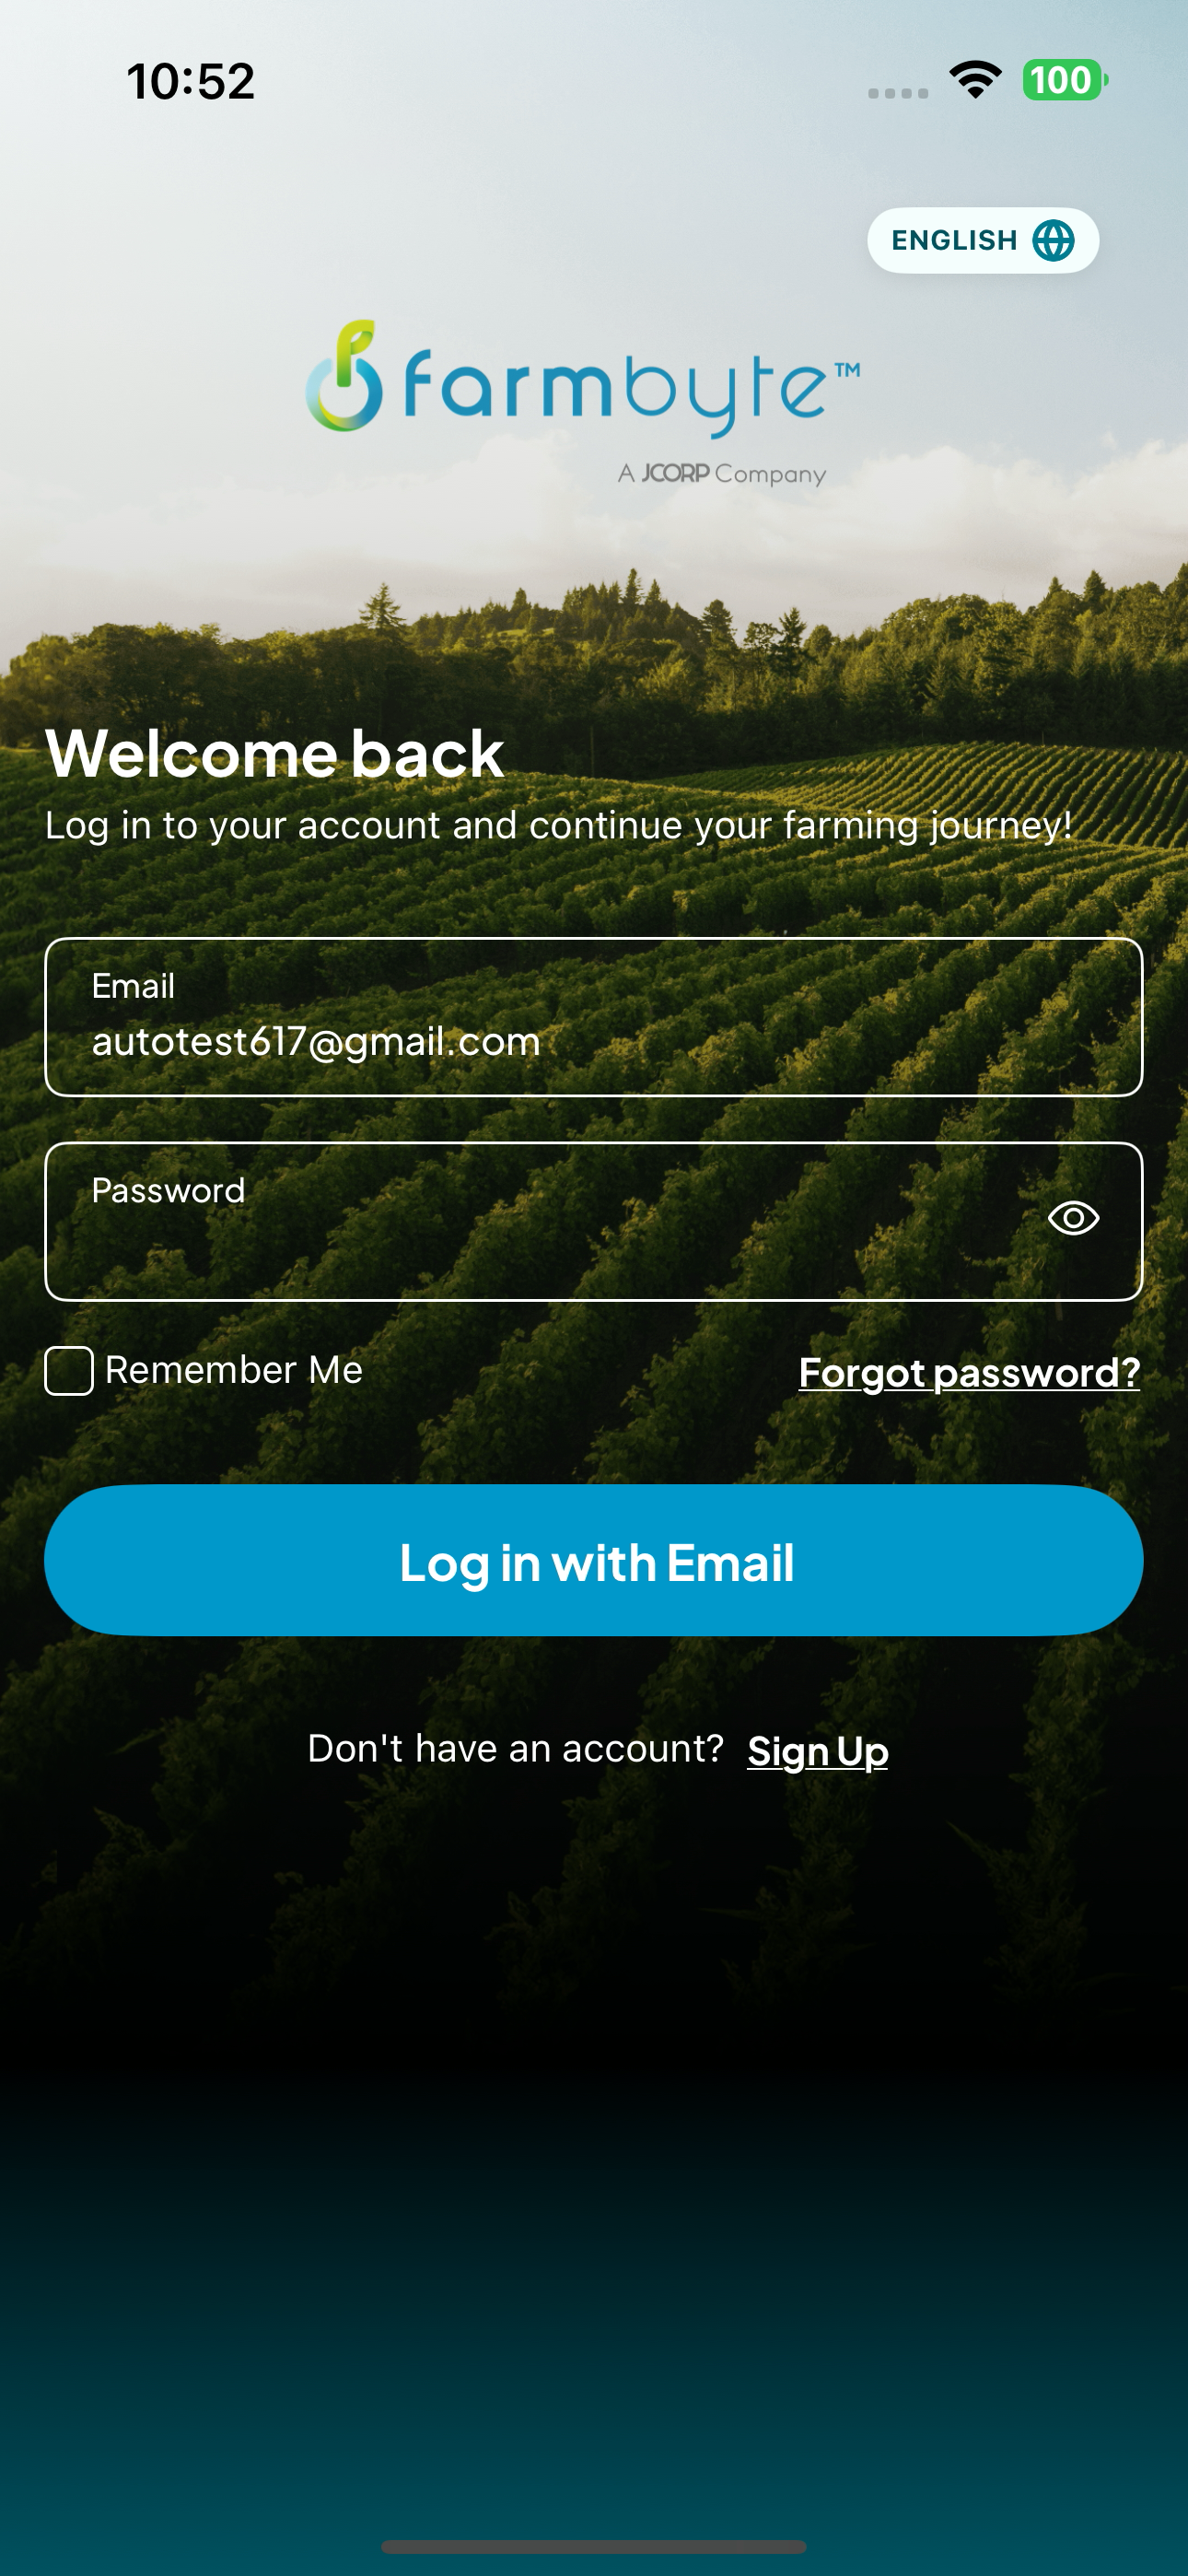 10:52
100
ENGLISH
farmbyte™
A JCORP Company
Welcome back
Log in to your account and continue your farming journey!
Email
autotest617@gmail.com
Password
Remember Me
Forgot password?
Log in with Email
Don't have an account? Sign Up